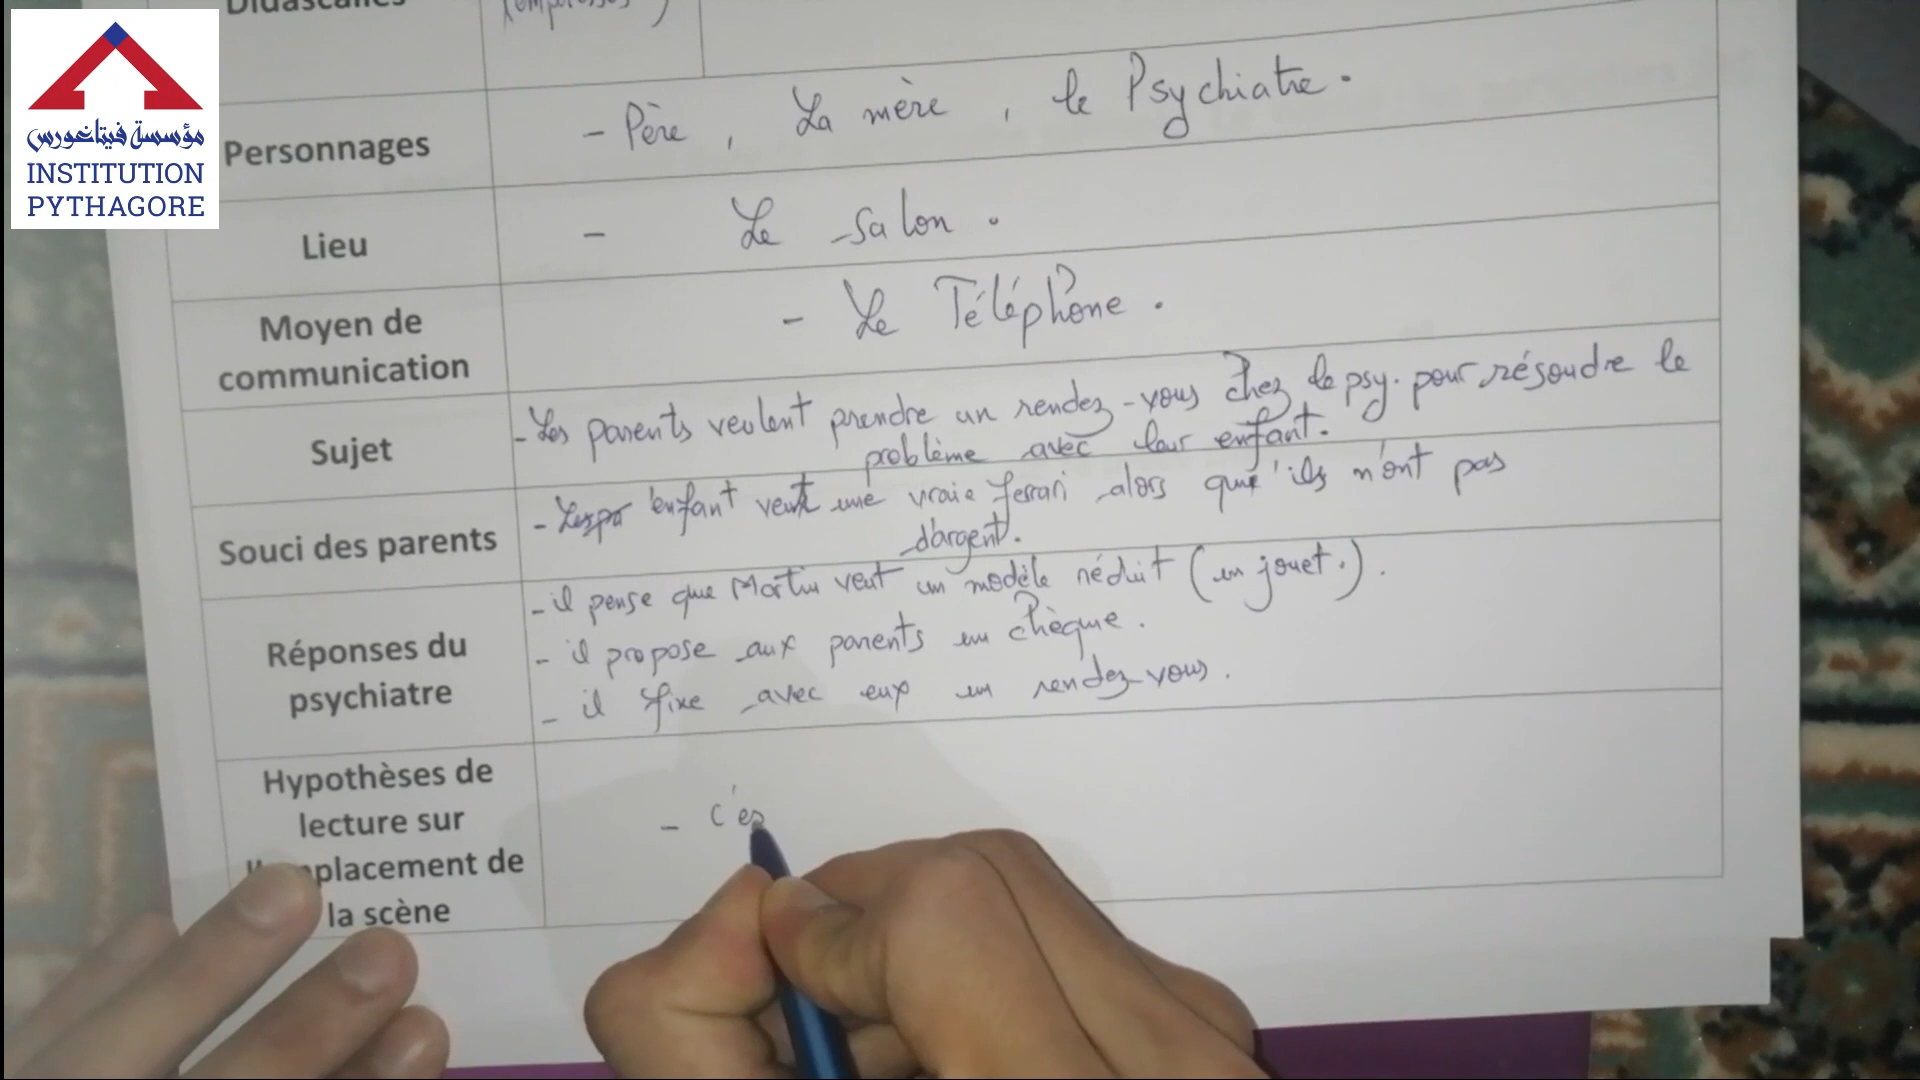 مؤسسة فيتاغورس
INSTITUTION
PYTHAGORE
Didascalies
Personnages
- Père , La mère , le Psychiatre .
Lieu
- Le salon .
Moyen de
communication
- Le Téléphone .
Sujet
- Les parents veulent prendre un rendez-vous chez le psy. pour résoudre le
problème avec leur enfant.
Souci des parents
- enfant veut une vraie ferrari alors que ils n'ont pas
d'argent.
Réponses du
psychiatre
- il pense que Martin veut un modèle réduit (un jouet.) .
- il propose aux parents un chèque .
- il fixe avec eux un rendez-vous .
Hypothèses de
lecture sur
l'emplacement de
la scène
- c'es